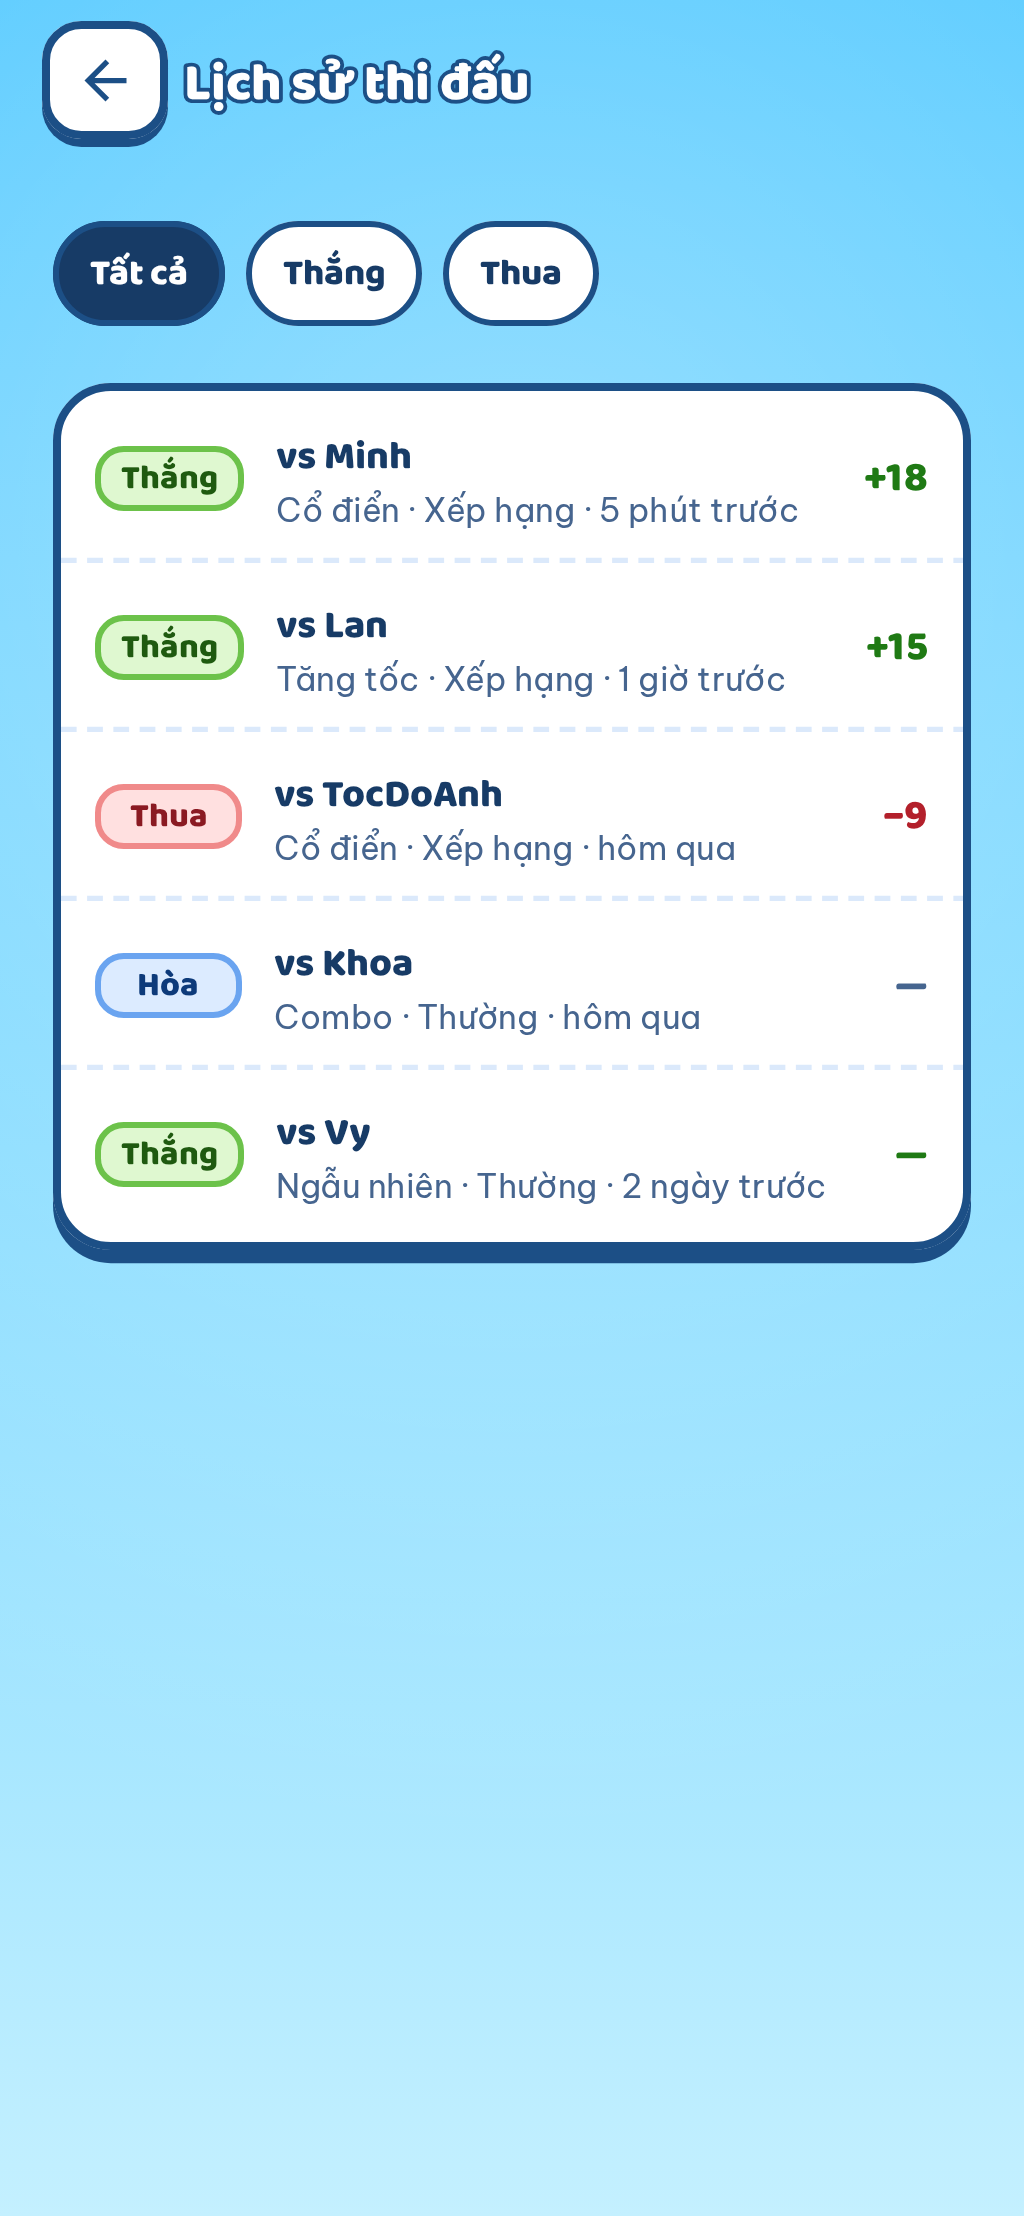 Lịch sử thi đấu
Tất cả
Thắng
Thua
Thắng
vs Minh
Cổ điển · Xếp hạng · 5 phút trước
+18
Thắng
vs Lan
Tăng tốc · Xếp hạng · 1 giờ trước
+15
Thua
vs TocDoAnh
Cổ điển · Xếp hạng · hôm qua
−9
Hòa
vs Khoa
Combo · Thường · hôm qua
—
Thắng
vs Vy
Ngẫu nhiên · Thường · 2 ngày trước
—